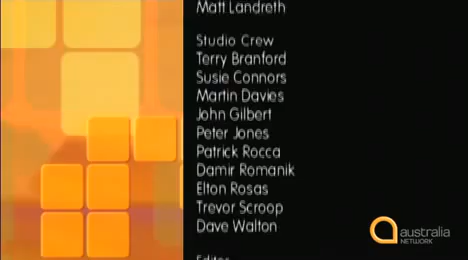 Matt Landreth
Studio Crew
Terry Branford
Susie Connors
Martin Davies
John Gilbert
Peter Jones
Patrick Rocca
Damir Romanik
Elton Rosas
Trevor Scroop
Dave Walton
Editor
australia
NETWORK